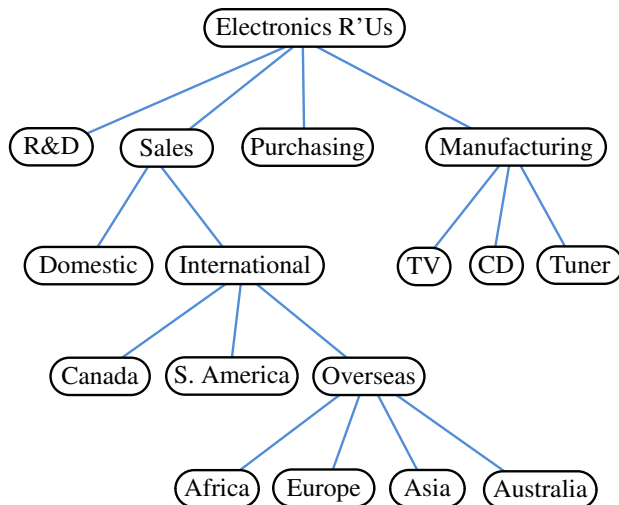 Electronics R’Us
R&D Sales Purchasing Manufacturing
Domestic International TV CD Tuner
Canada S. America Overseas
Africa Europe Asia Australia